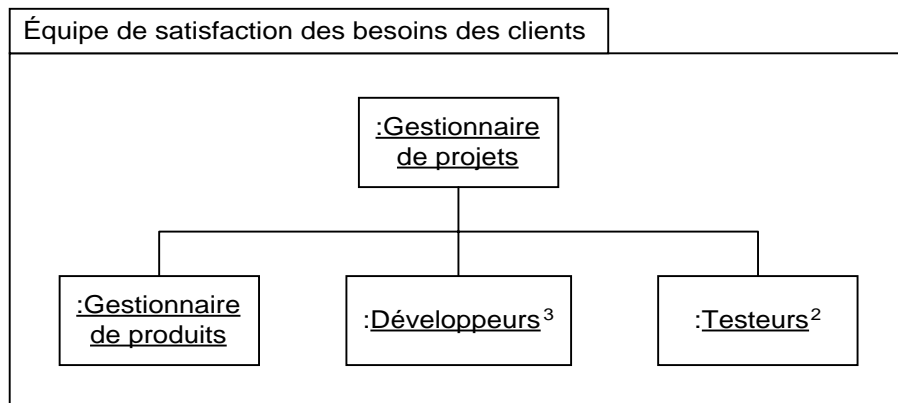 Équipe de satisfaction des besoins des clients
:Gestionnaire
de projets
:Gestionnaire
de produits
:Développeurs³
:Testeurs²